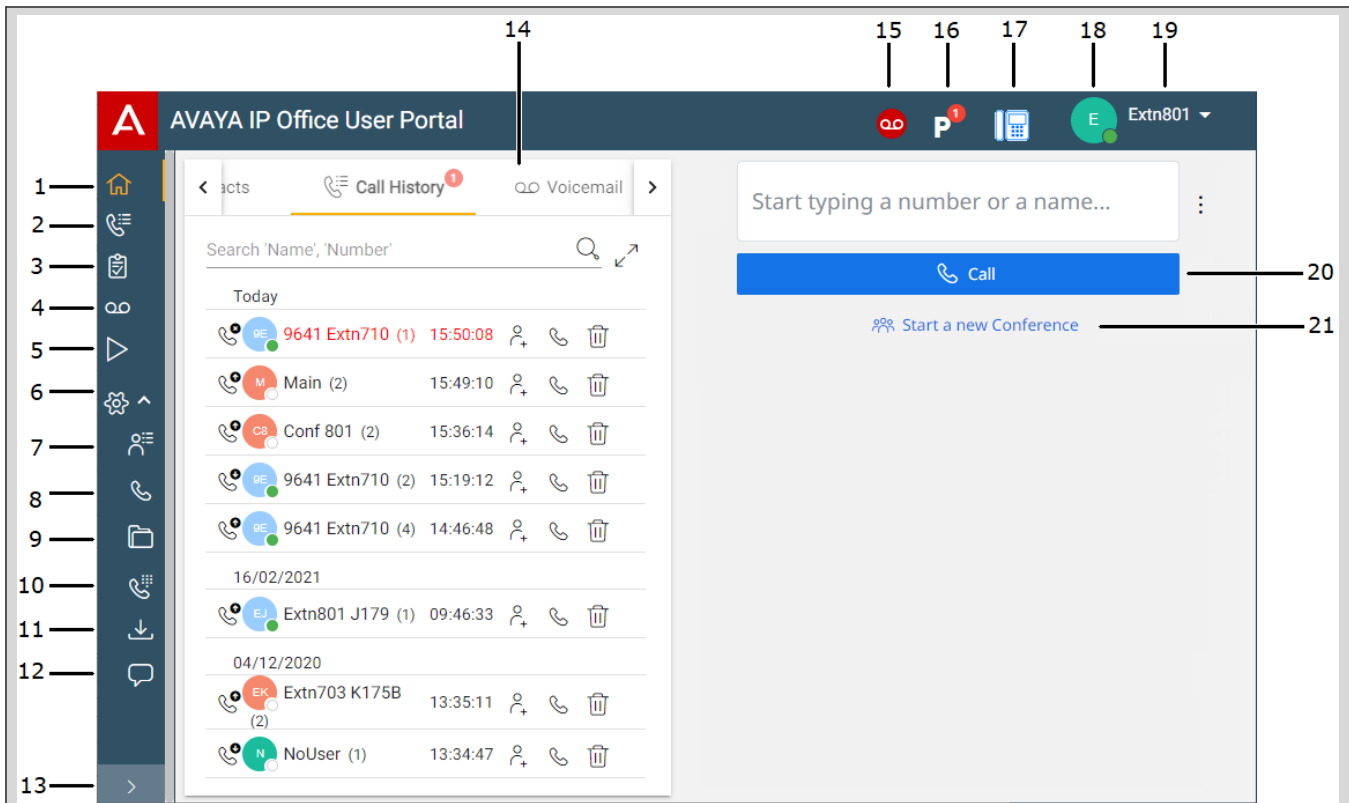 14 15 16 17 18 19
AVAYA IP Office User Portal
P 1
E
Extn801
1
2
3
4
5
6
7
8
9
10
11
12
13
acts
Call History 1
Voicemail
Search 'Name', 'Number'
Today
9E 9641 Extn710 (1) 15:50:08
M Main (2) 15:49:10
C8 Conf 801 (2) 15:36:14
9E 9641 Extn710 (2) 15:19:12
9E 9641 Extn710 (4) 14:46:48
16/02/2021
EJ Extn801 J179 (1) 09:46:33
04/12/2020
EK Extn703 K175B 13:35:11
(2)
N NoUser (1) 13:34:47
Start typing a number or a name...
Call
20
Start a new Conference
21